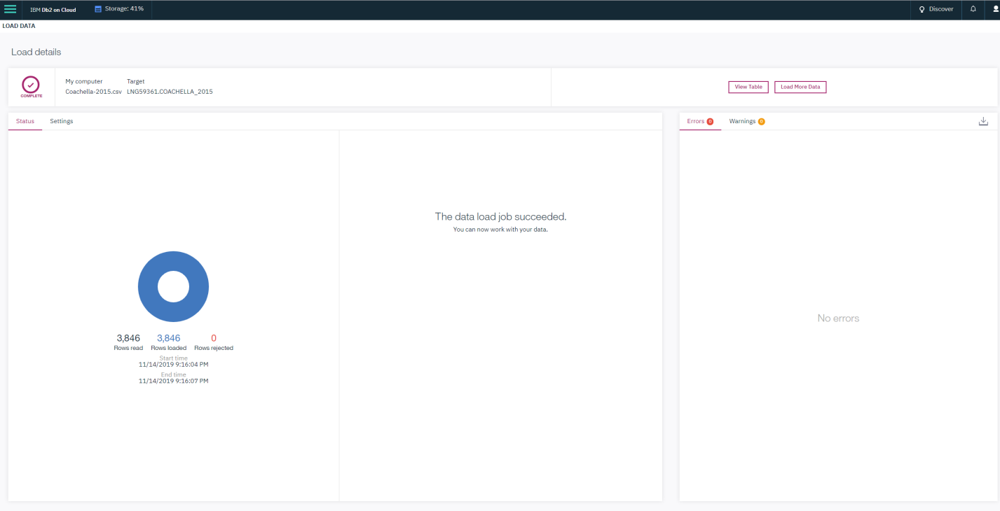 IBM Db2 on Cloud
Storage: 41%
Discover
LOAD DATA
Load details
COMPLETE
My computer Target
Coachella-2015.csv LNG59361.COACHELLA_2015
View Table
Load More Data
Status Settings
Errors 0 Warnings 0
The data load job succeeded.
You can now work with your data.
3,846 3,846 0
Rows read Rows loaded Rows rejected
Start time
11/14/2019 9:16:04 PM
End time
11/14/2019 9:16:07 PM
No errors